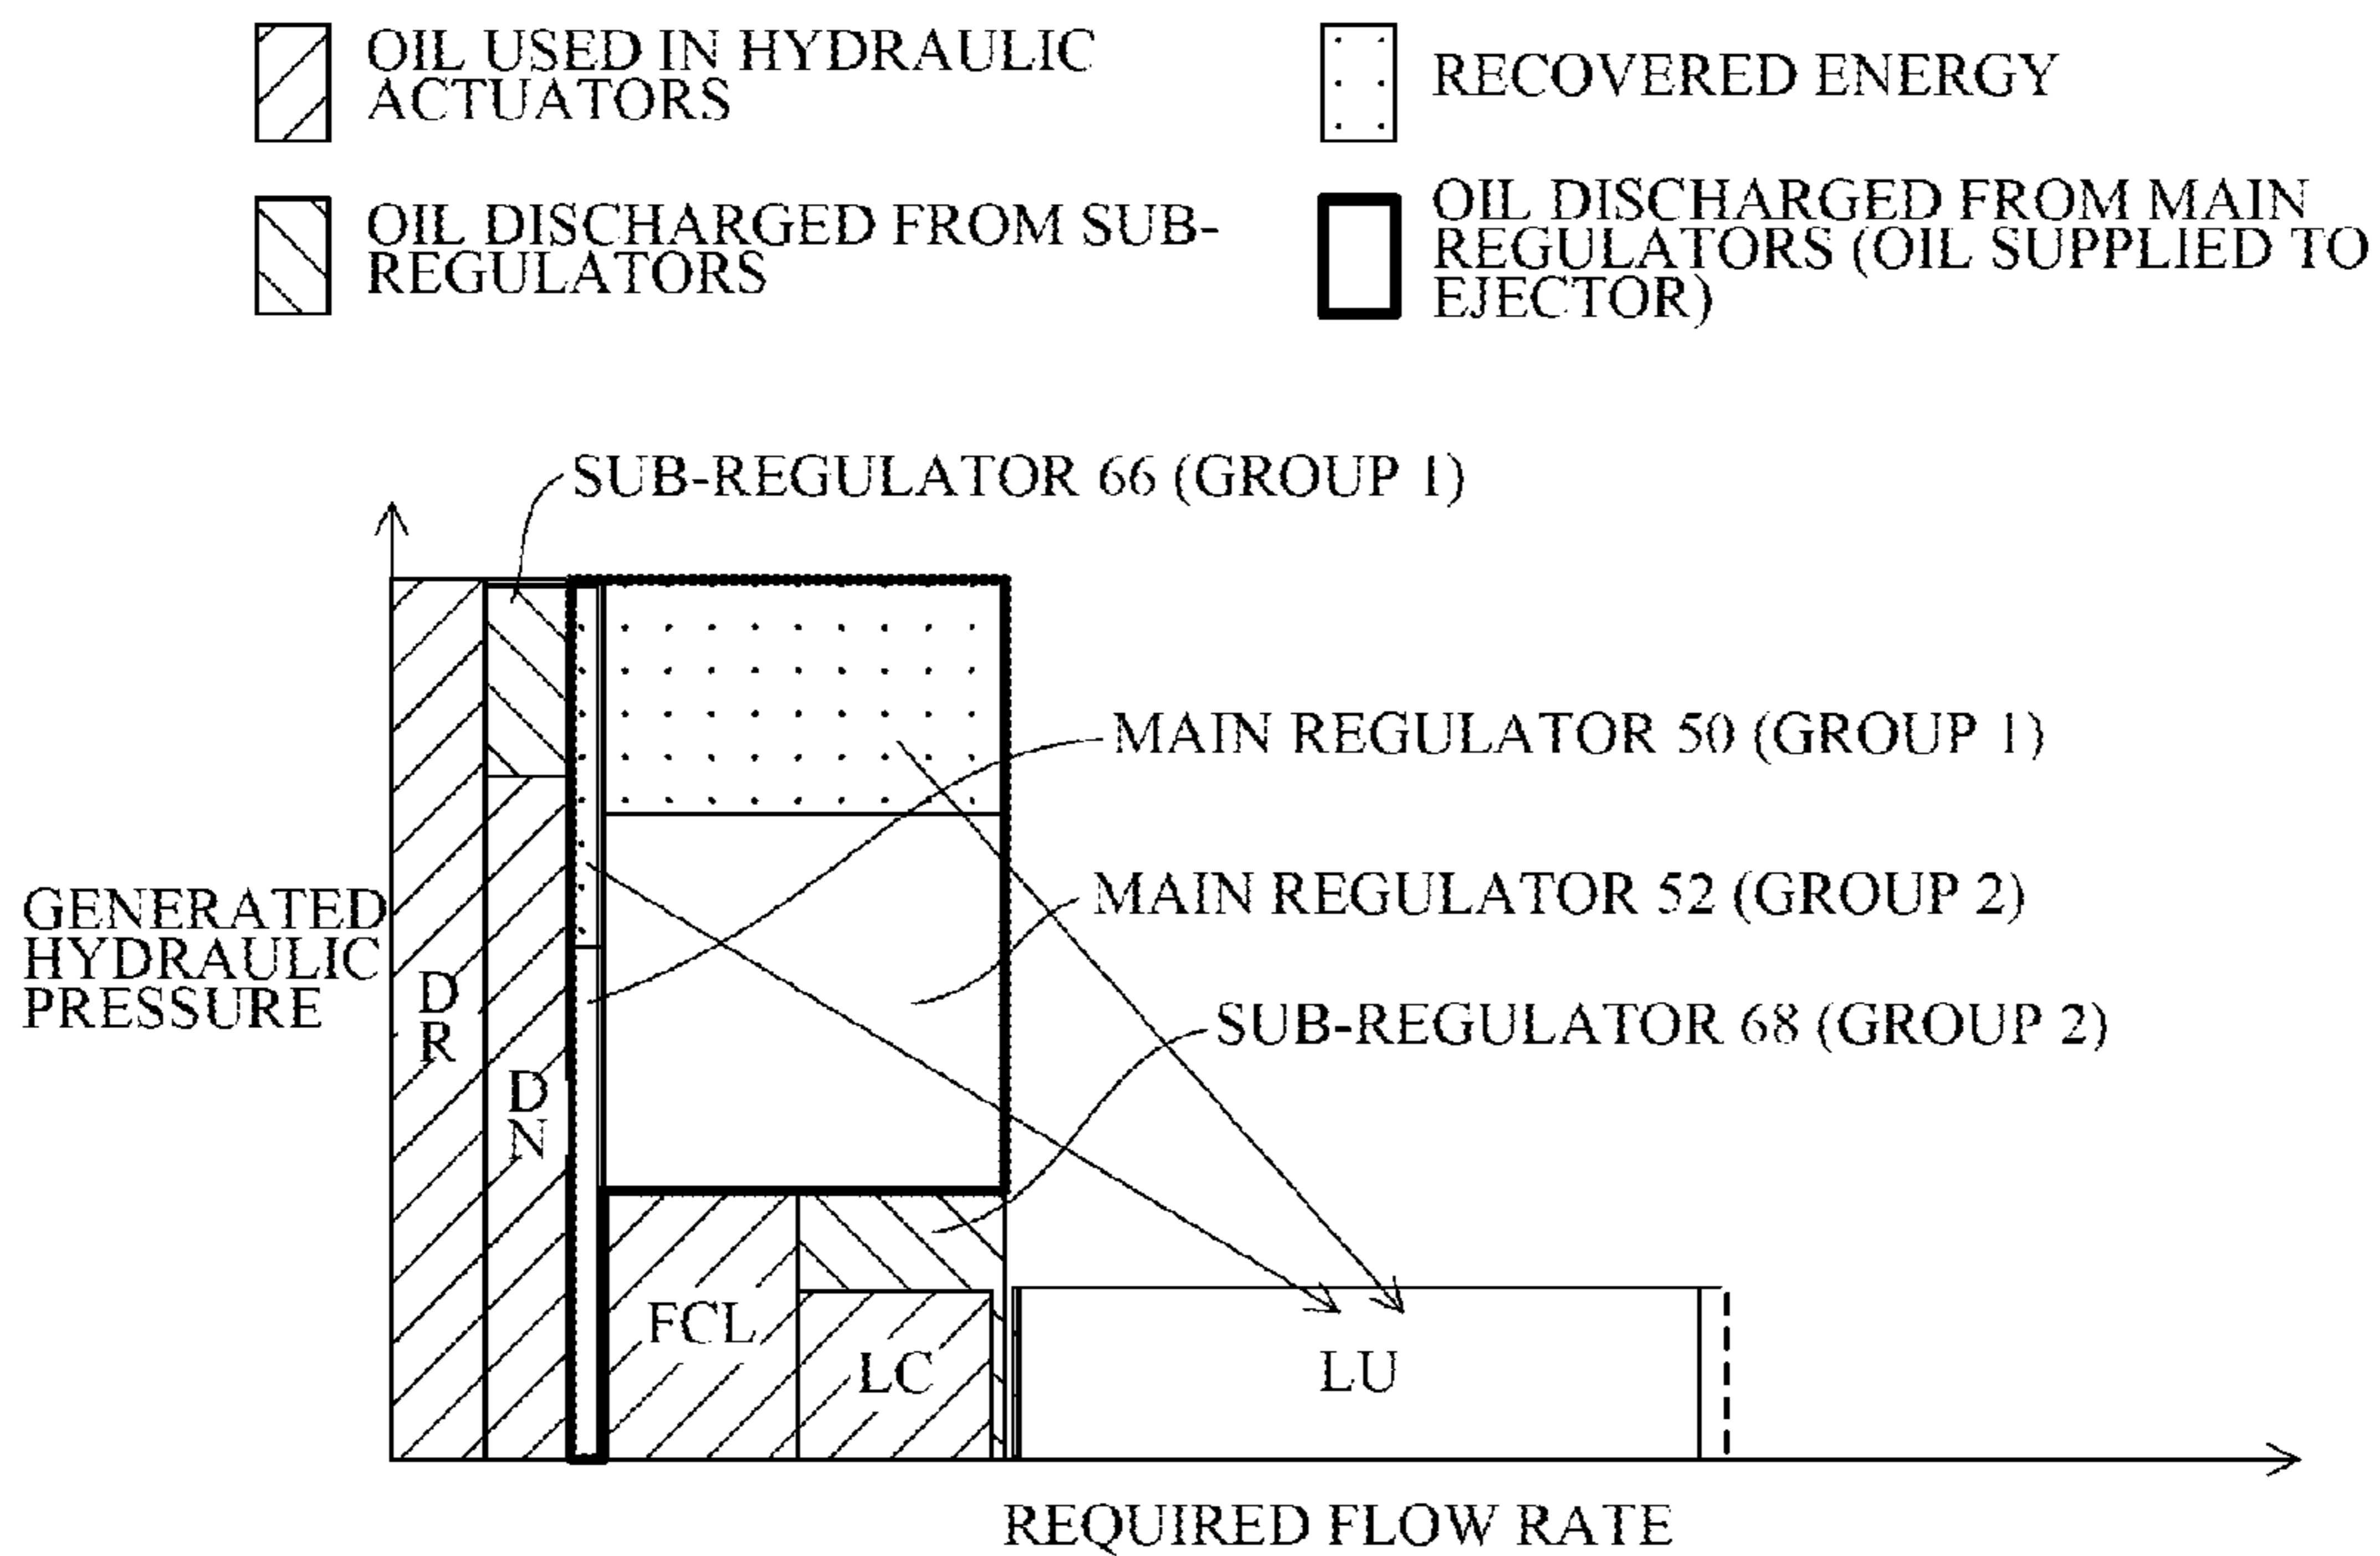 OIL USED IN HYDRAULIC
ACTUATORS
RECOVERED ENERGY
OIL DISCHARGED FROM SUB-
REGULATORS
OIL DISCHARGED FROM MAIN
REGULATORS (OIL SUPPLIED TO
EJECTOR)
SUB-REGULATOR 66 (GROUP 1)
MAIN REGULATOR 50 (GROUP 1)
MAIN REGULATOR 52 (GROUP 2)
SUB-REGULATOR 68 (GROUP 2)
GENERATED
HYDRAULIC
PRESSURE
D
R
D
N
FCL
LC
LU
REQUIRED FLOW RATE